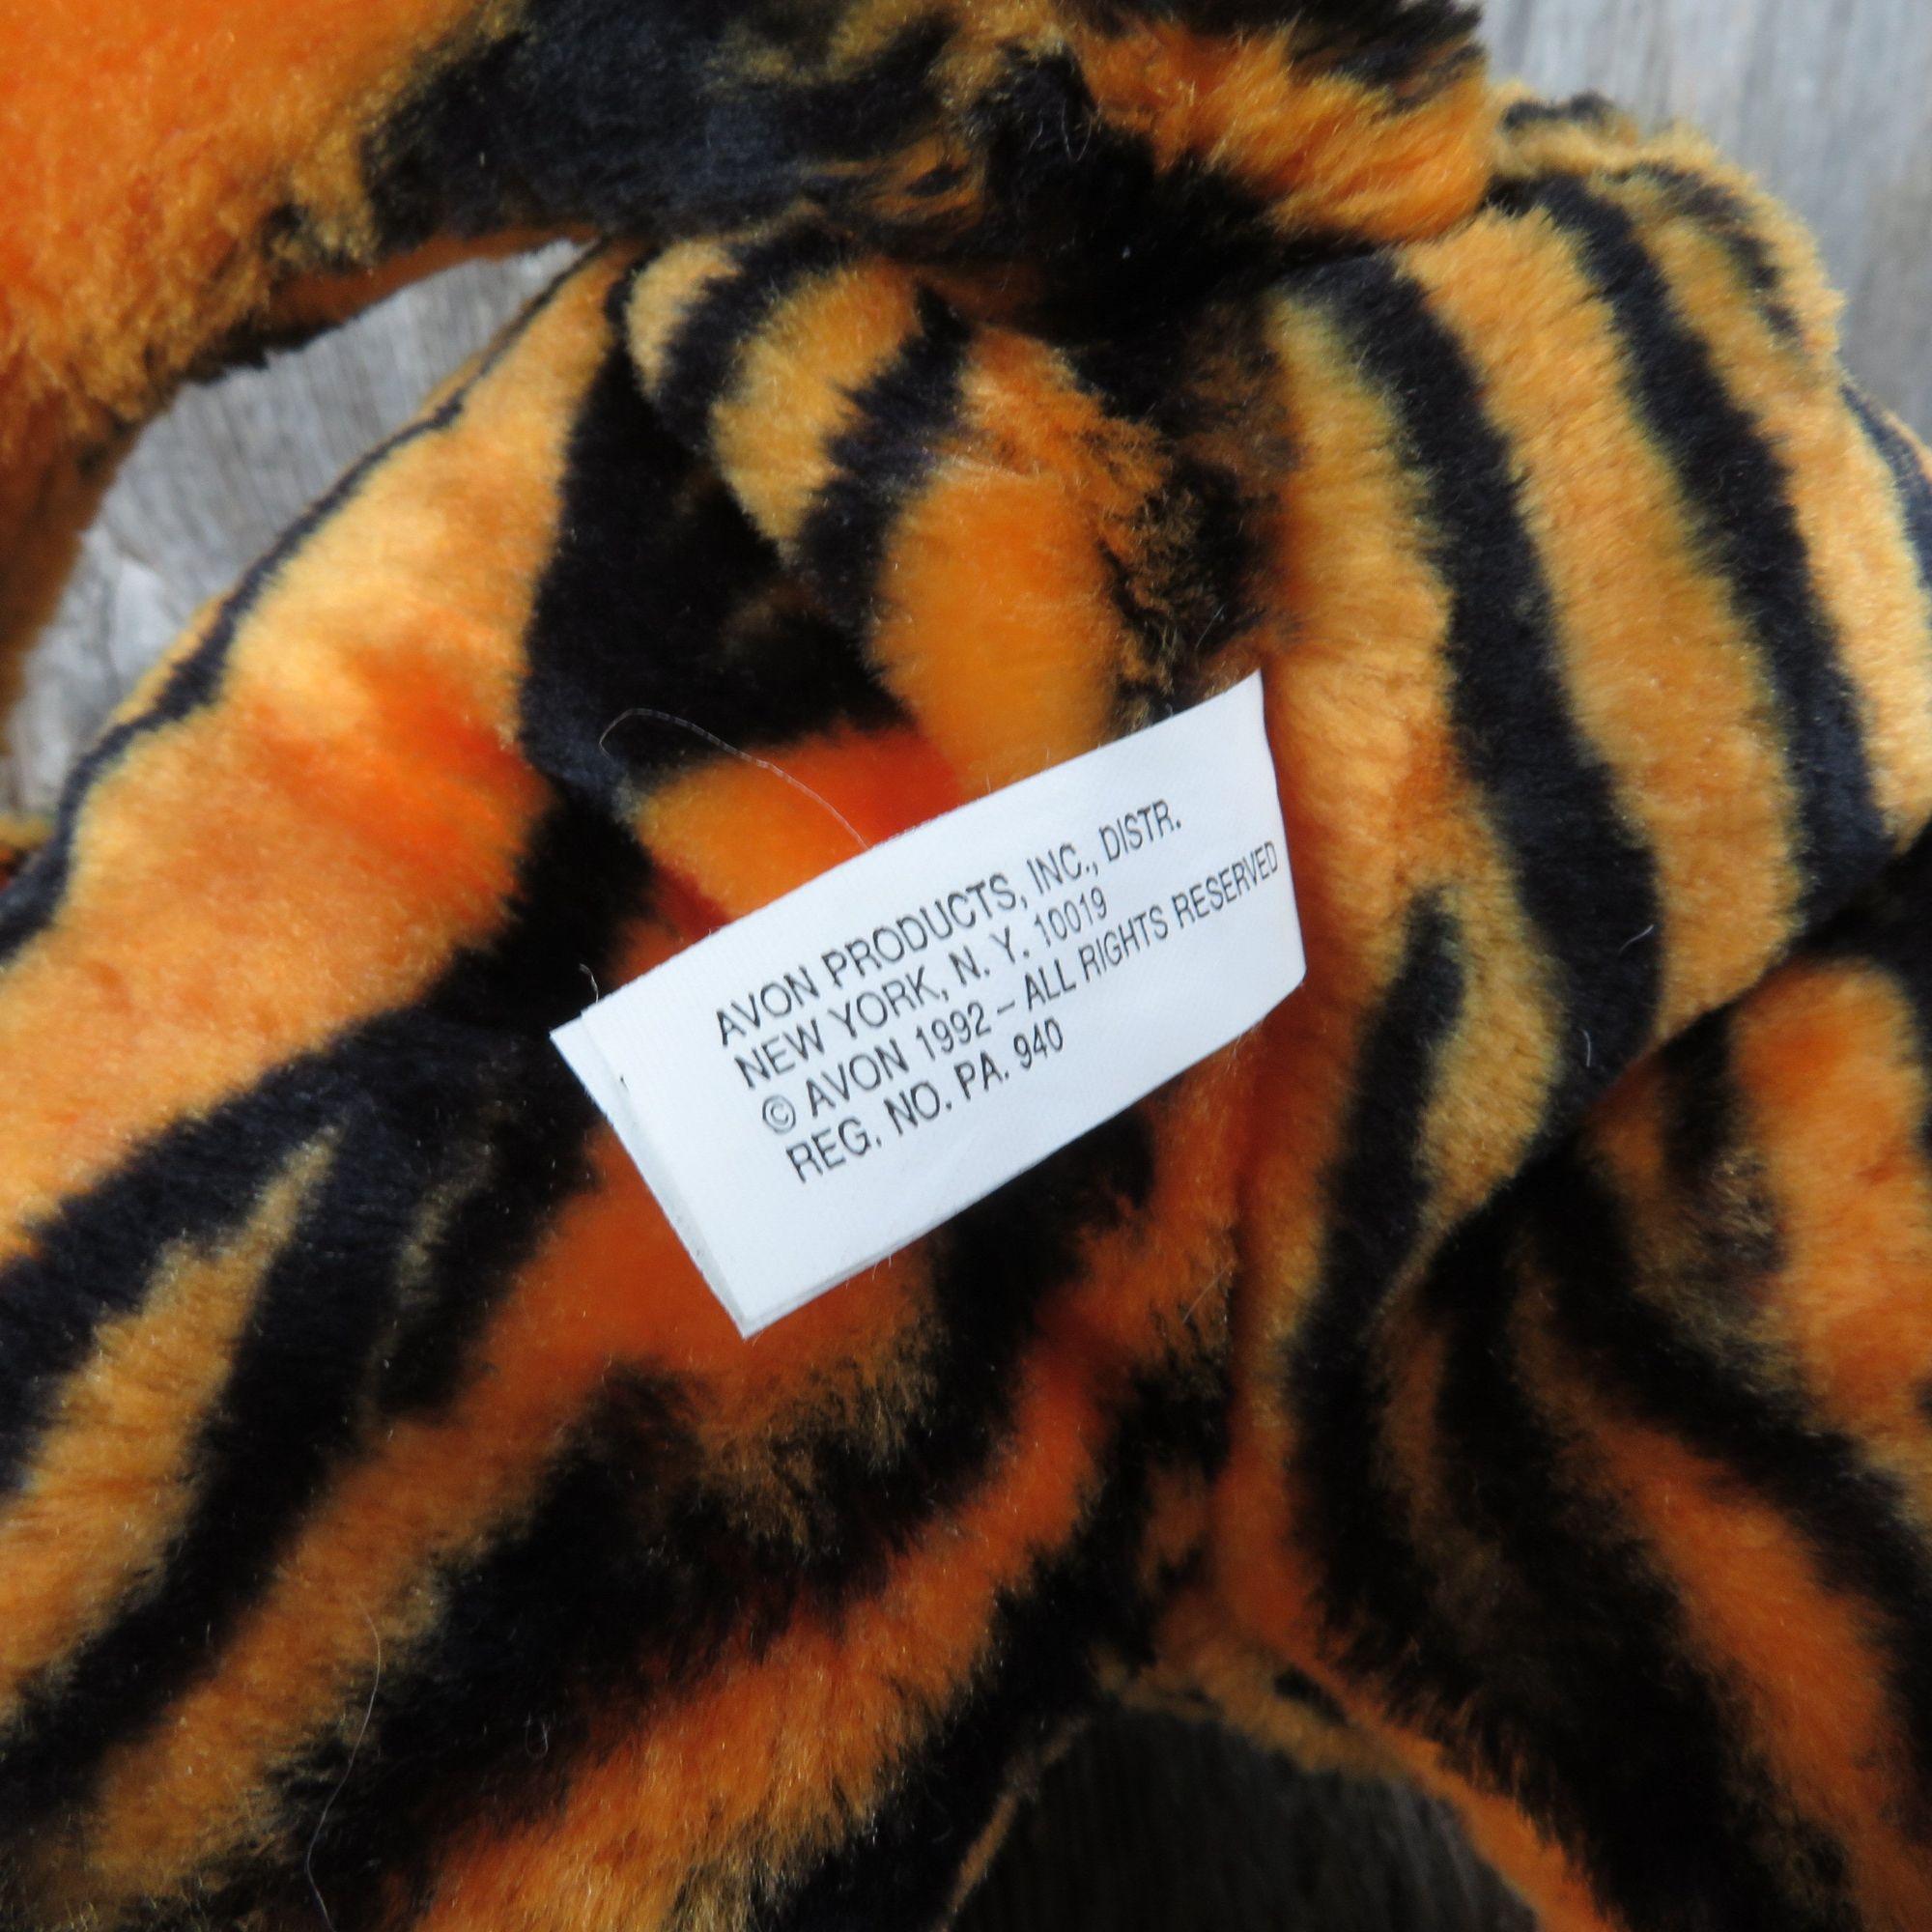 AVON PRODUCTS, INC., DISTR.
NEW YORK, N. Y. 10019
© AVON 1992 – ALL RIGHTS RESERVED
REG. NO. PA. 940